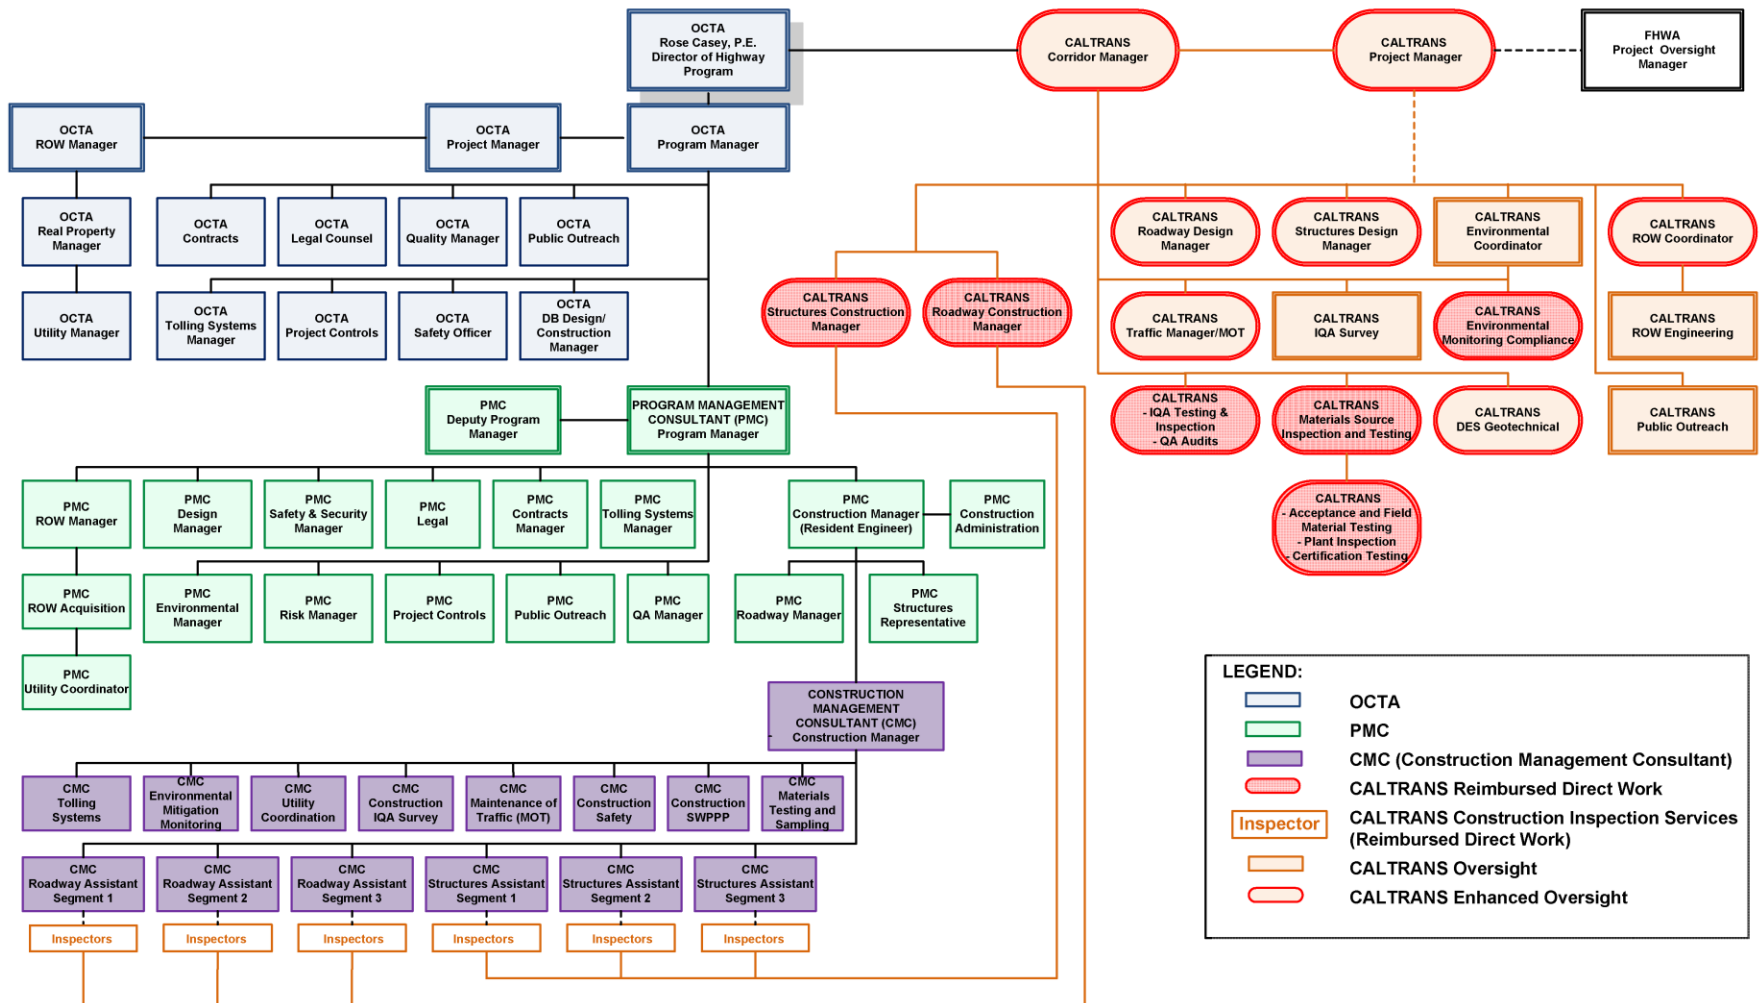 OCTA
Rose Casey, P.E.
Director of Highway
Program
CALTRANS
Corridor Manager
CALTRANS
Project Manager
FHWA
Project Oversight
Manager
OCTA
ROW Manager
OCTA
Project Manager
OCTA
Program Manager
OCTA
Real Property
Manager
OCTA
Contracts
OCTA
Legal Counsel
OCTA
Quality Manager
OCTA
Public Outreach
CALTRANS
Roadway Design
Manager
CALTRANS
Structures Design
Manager
CALTRANS
Environmental
Coordinator
CALTRANS
ROW Coordinator
OCTA
Utility Manager
OCTA
Tolling Systems
Manager
OCTA
Project Controls
OCTA
Safety Officer
OCTA
DB Design/
Construction
Manager
CALTRANS
Structures Construction
Manager
CALTRANS
Roadway Construction
Manager
CALTRANS
Traffic Manager/MOT
CALTRANS
IQA Survey
CALTRANS
Environmental
Monitoring Compliance
CALTRANS
ROW Engineering
PMC
Deputy Program
Manager
PROGRAM MANAGEMENT
CONSULTANT (PMC)
Program Manager
CALTRANS
- IQA Testing &
Inspection
- QA Audits
CALTRANS
Materials Source
Inspection and Testing
CALTRANS
DES Geotechnical
CALTRANS
Public Outreach
PMC
ROW Manager
PMC
Design
Manager
PMC
Safety & Security
Manager
PMC
Legal
PMC
Contracts
Manager
PMC
Tolling Systems
Manager
PMC
Construction Manager
(Resident Engineer)
PMC
Construction
Administration
CALTRANS
- Acceptance and Field
Material Testing
- Plant Inspection
- Certification Testing
PMC
ROW Acquisition
PMC
Environmental
Manager
PMC
Risk Manager
PMC
Project Controls
PMC
Public Outreach
PMC
QA Manager
PMC
Roadway Manager
PMC
Structures
Representative
PMC
Utility Coordinator
CONSTRUCTION
MANAGEMENT
CONSULTANT (CMC)
- Construction Manager
CMC
Tolling
Systems
CMC
Environmental
Mitigation
Monitoring
CMC
Utility
Coordination
CMC
Construction
IQA Survey
CMC
Maintenance of
Traffic (MOT)
CMC
Construction
Safety
CMC
Construction
SWPPP
CMC
Materials
Testing and
Sampling
CMC
Roadway Assistant
Segment 1
CMC
Roadway Assistant
Segment 2
CMC
Roadway Assistant
Segment 3
CMC
Structures Assistant
Segment 1
CMC
Structures Assistant
Segment 2
CMC
Structures Assistant
Segment 3
Inspectors
Inspectors
Inspectors
Inspectors
Inspectors
Inspectors
LEGEND:
OCTA
PMC
CMC (Construction Management Consultant)
CALTRANS Reimbursed Direct Work
Inspector
CALTRANS Construction Inspection Services
(Reimbursed Direct Work)
CALTRANS Oversight
CALTRANS Enhanced Oversight